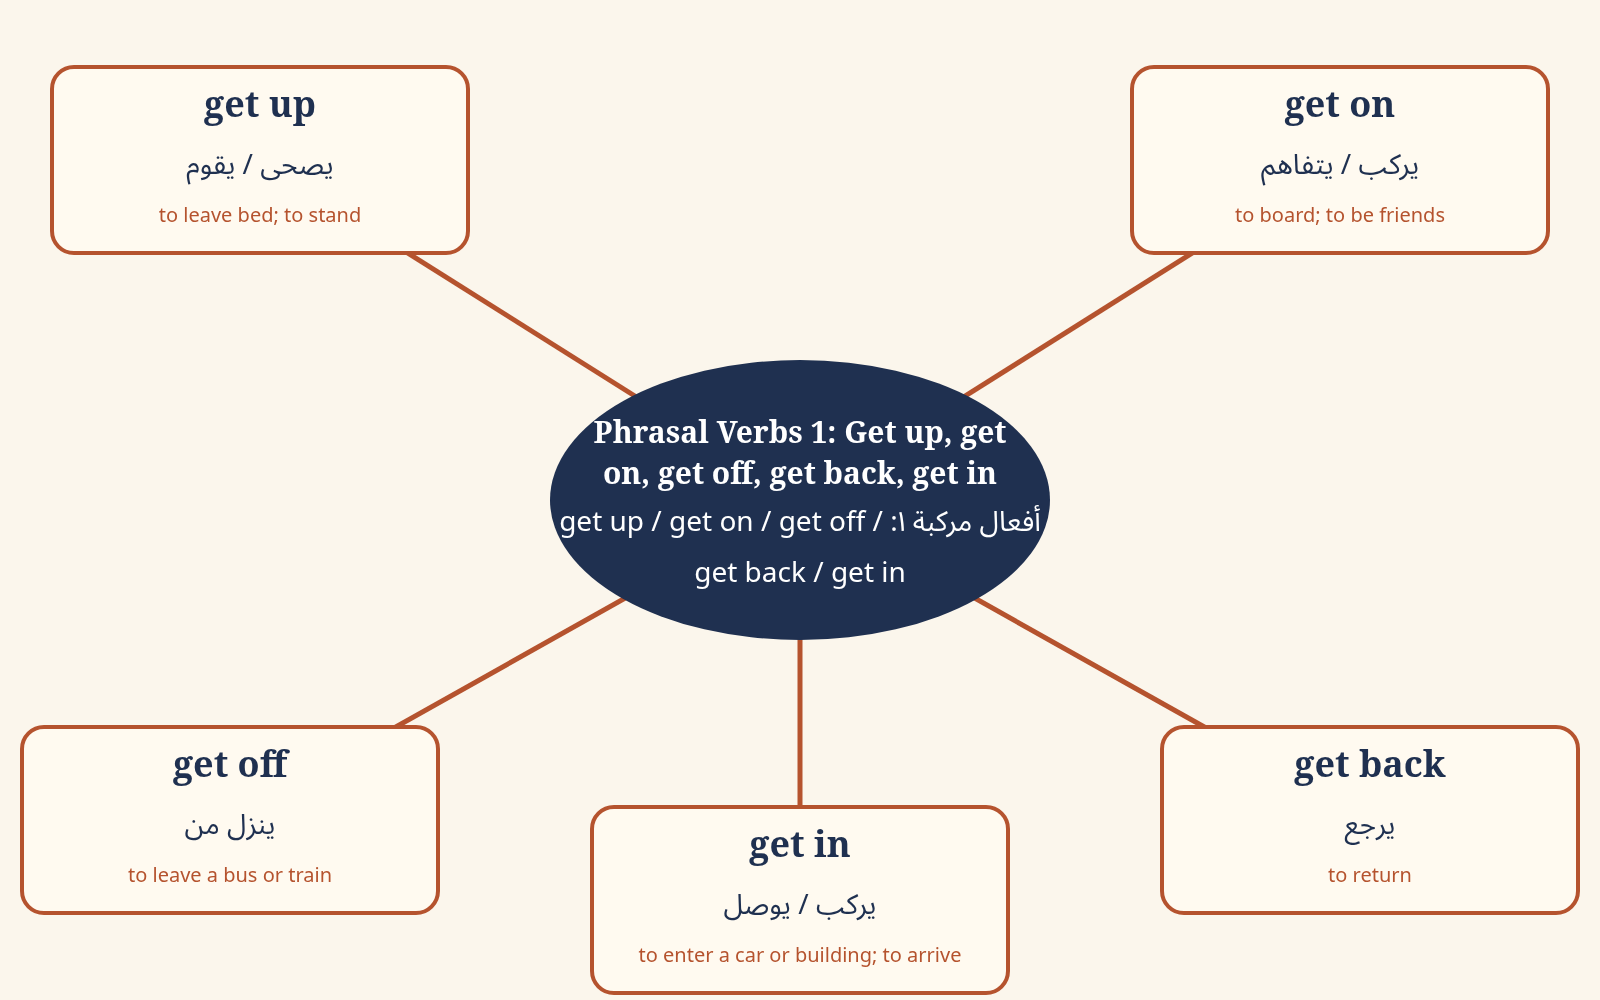 get up
يصحى / يقوم
to leave bed; to stand
get on
يركب / يتفاهم
to board; to be friends
Phrasal Verbs 1: Get up, get
on, get off, get back, get in
أفعال مركبة ١: get up / get on / get off /
get back / get in
get off
ينزل من
to leave a bus or train
get in
يركب / يوصل
to enter a car or building; to arrive
get back
يرجع
to return